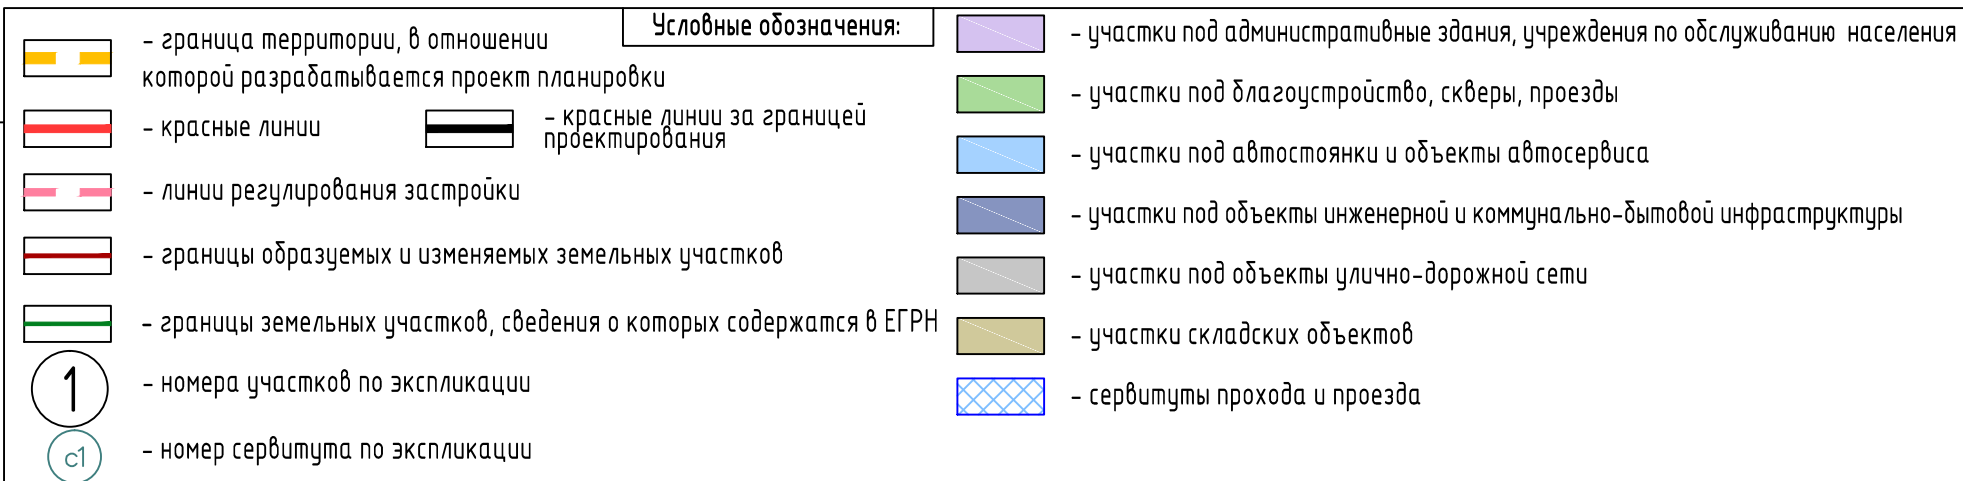 Условные обозначения:
- граница территории, в отношении
которой разрабатывается проект планировки
- красные линии
- красные линии за границей
проектирования
- линии регулирования застройки
- границы образуемых и изменяемых земельных участков
- границы земельных участков, сведения о которых содержатся в ЕГРН
1
- номера участков по экспликации
с1
- номер сервитута по экспликации
- участки под административные здания, учреждения по обслуживанию населения
- участки под благоустройство, скверы, проезды
- участки под автостоянки и объекты автосервиса
- участки под объекты инженерной и коммунально-бытовой инфраструктуры
- участки под объекты улично-дорожной сети
- участки складских объектов
- сервитуты прохода и проезда